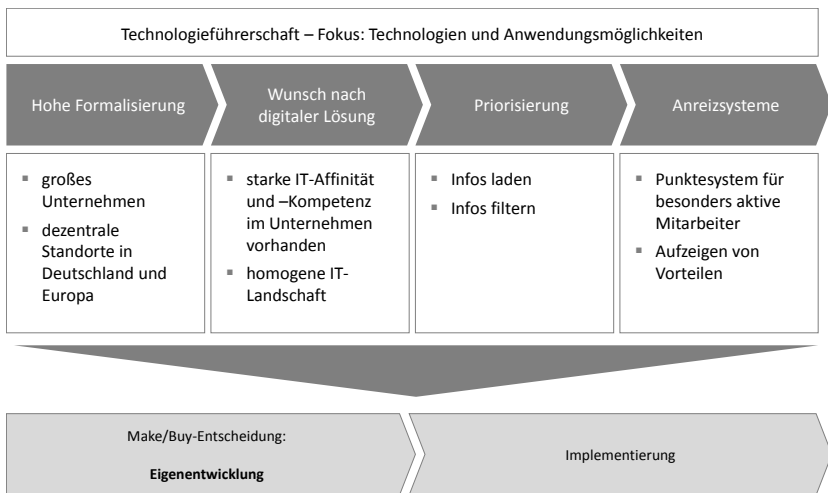 Technologieführerschaft – Fokus: Technologien und Anwendungsmöglichkeiten
Hohe Formalisierung
Wunsch nach
digitaler Lösung
Priorisierung
Anreizsysteme
▪ großes
Unternehmen
▪ dezentrale
Standorte in
Deutschland und
Europa
▪ starke IT-Affinität
und –Kompetenz
im Unternehmen
vorhanden
▪ homogene IT-
Landschaft
▪ Infos laden
▪ Infos filtern
▪ Punktesystem für
besonders aktive
Mitarbeiter
▪ Aufzeigen von
Vorteilen
Make/Buy-Entscheidung:
Eigenentwicklung
Implementierung